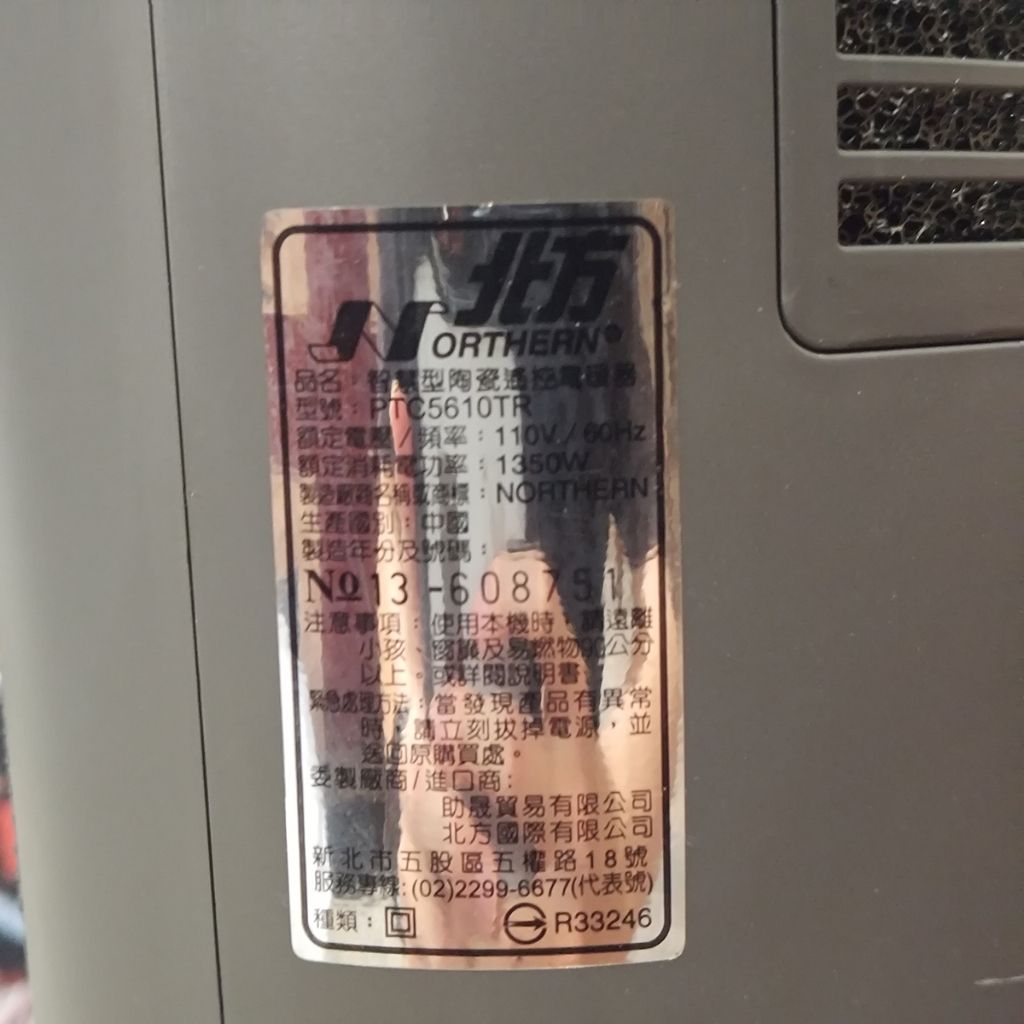 北方
NORTHERN®
品名：智慧型陶瓷遙控電暖器
型號：PTC5610TR
額定電壓/頻率：110V/60Hz
額定消耗電功率：1350W
製造廠商名稱或商標：NORTHERN
生產國別：中國
製造年份及號碼：
№ 13-608751
注意事項：使用本機時，請遠離
小孩、窗簾及易燃物90公分
以上。或詳閱說明書。
緊急處理方法：當發現產品有異常
時，請立刻拔掉電源，並
送回原購買處。
委製廠商/進口商：
助晟貿易有限公司
北方國際有限公司
新北市五股區五權路18號
服務專線:(02)2299-6677(代表號)
種類：回 R33246